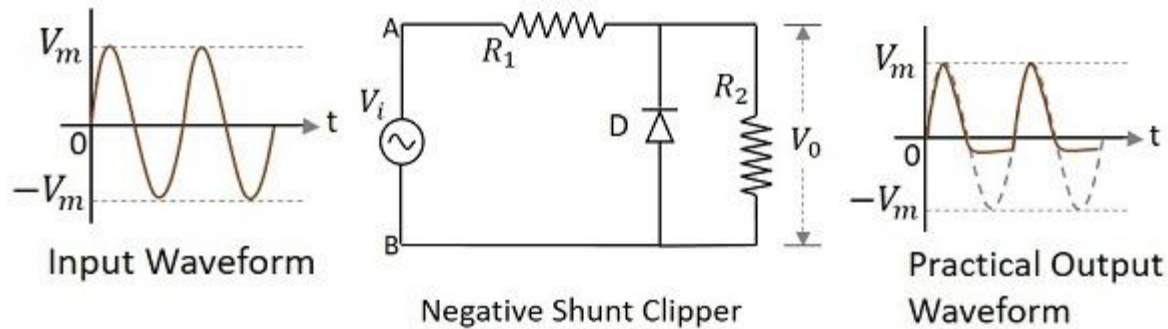 V_m
0
t
−V_m
Input Waveform
A
R_1
V_i
D
R_2
V_0
B
Negative Shunt Clipper
V_m
0
t
−V_m
Practical Output
Waveform